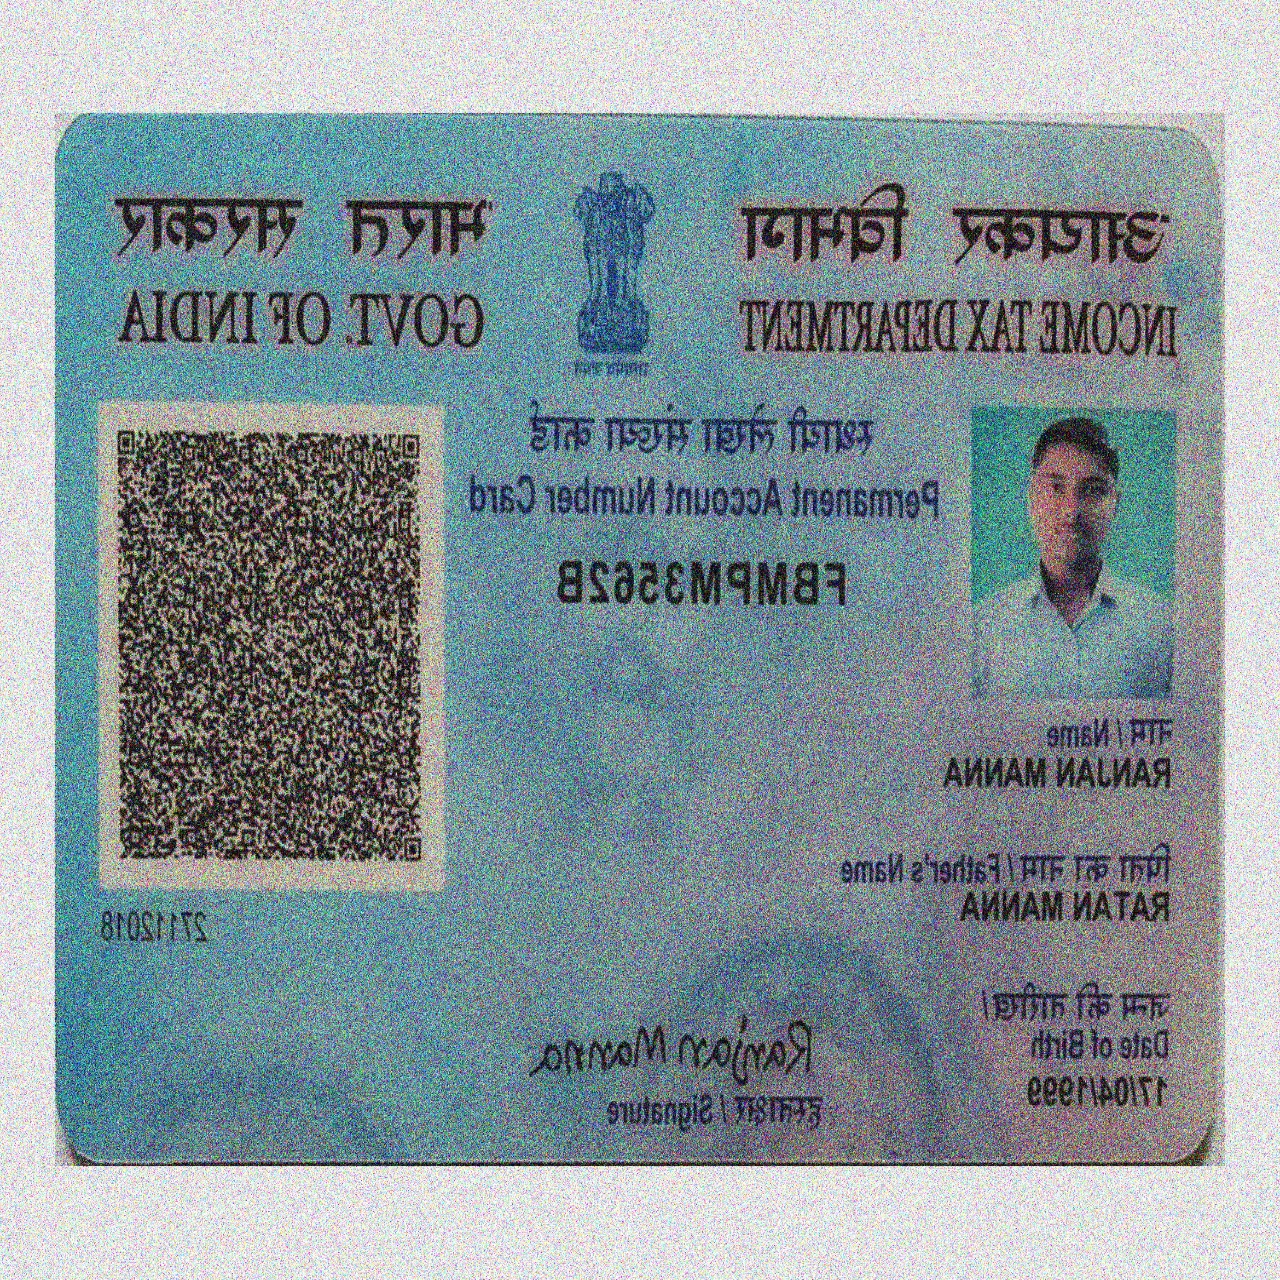 आयकर विभाग
INCOME TAX DEPARTMENT
भारत सरकार
GOVT. OF INDIA
सत्यमेव जयते
स्थायी लेखा संख्या कार्ड
Permanent Account Number Card
FBMPM3562B
नाम / Name
RANJAN MANNA
पिता का नाम / Father's Name
RATAN MANNA
जन्म की तारीख /
Date of Birth
17/04/1999
Ranjan Manna
हस्ताक्षर / Signature
27112018